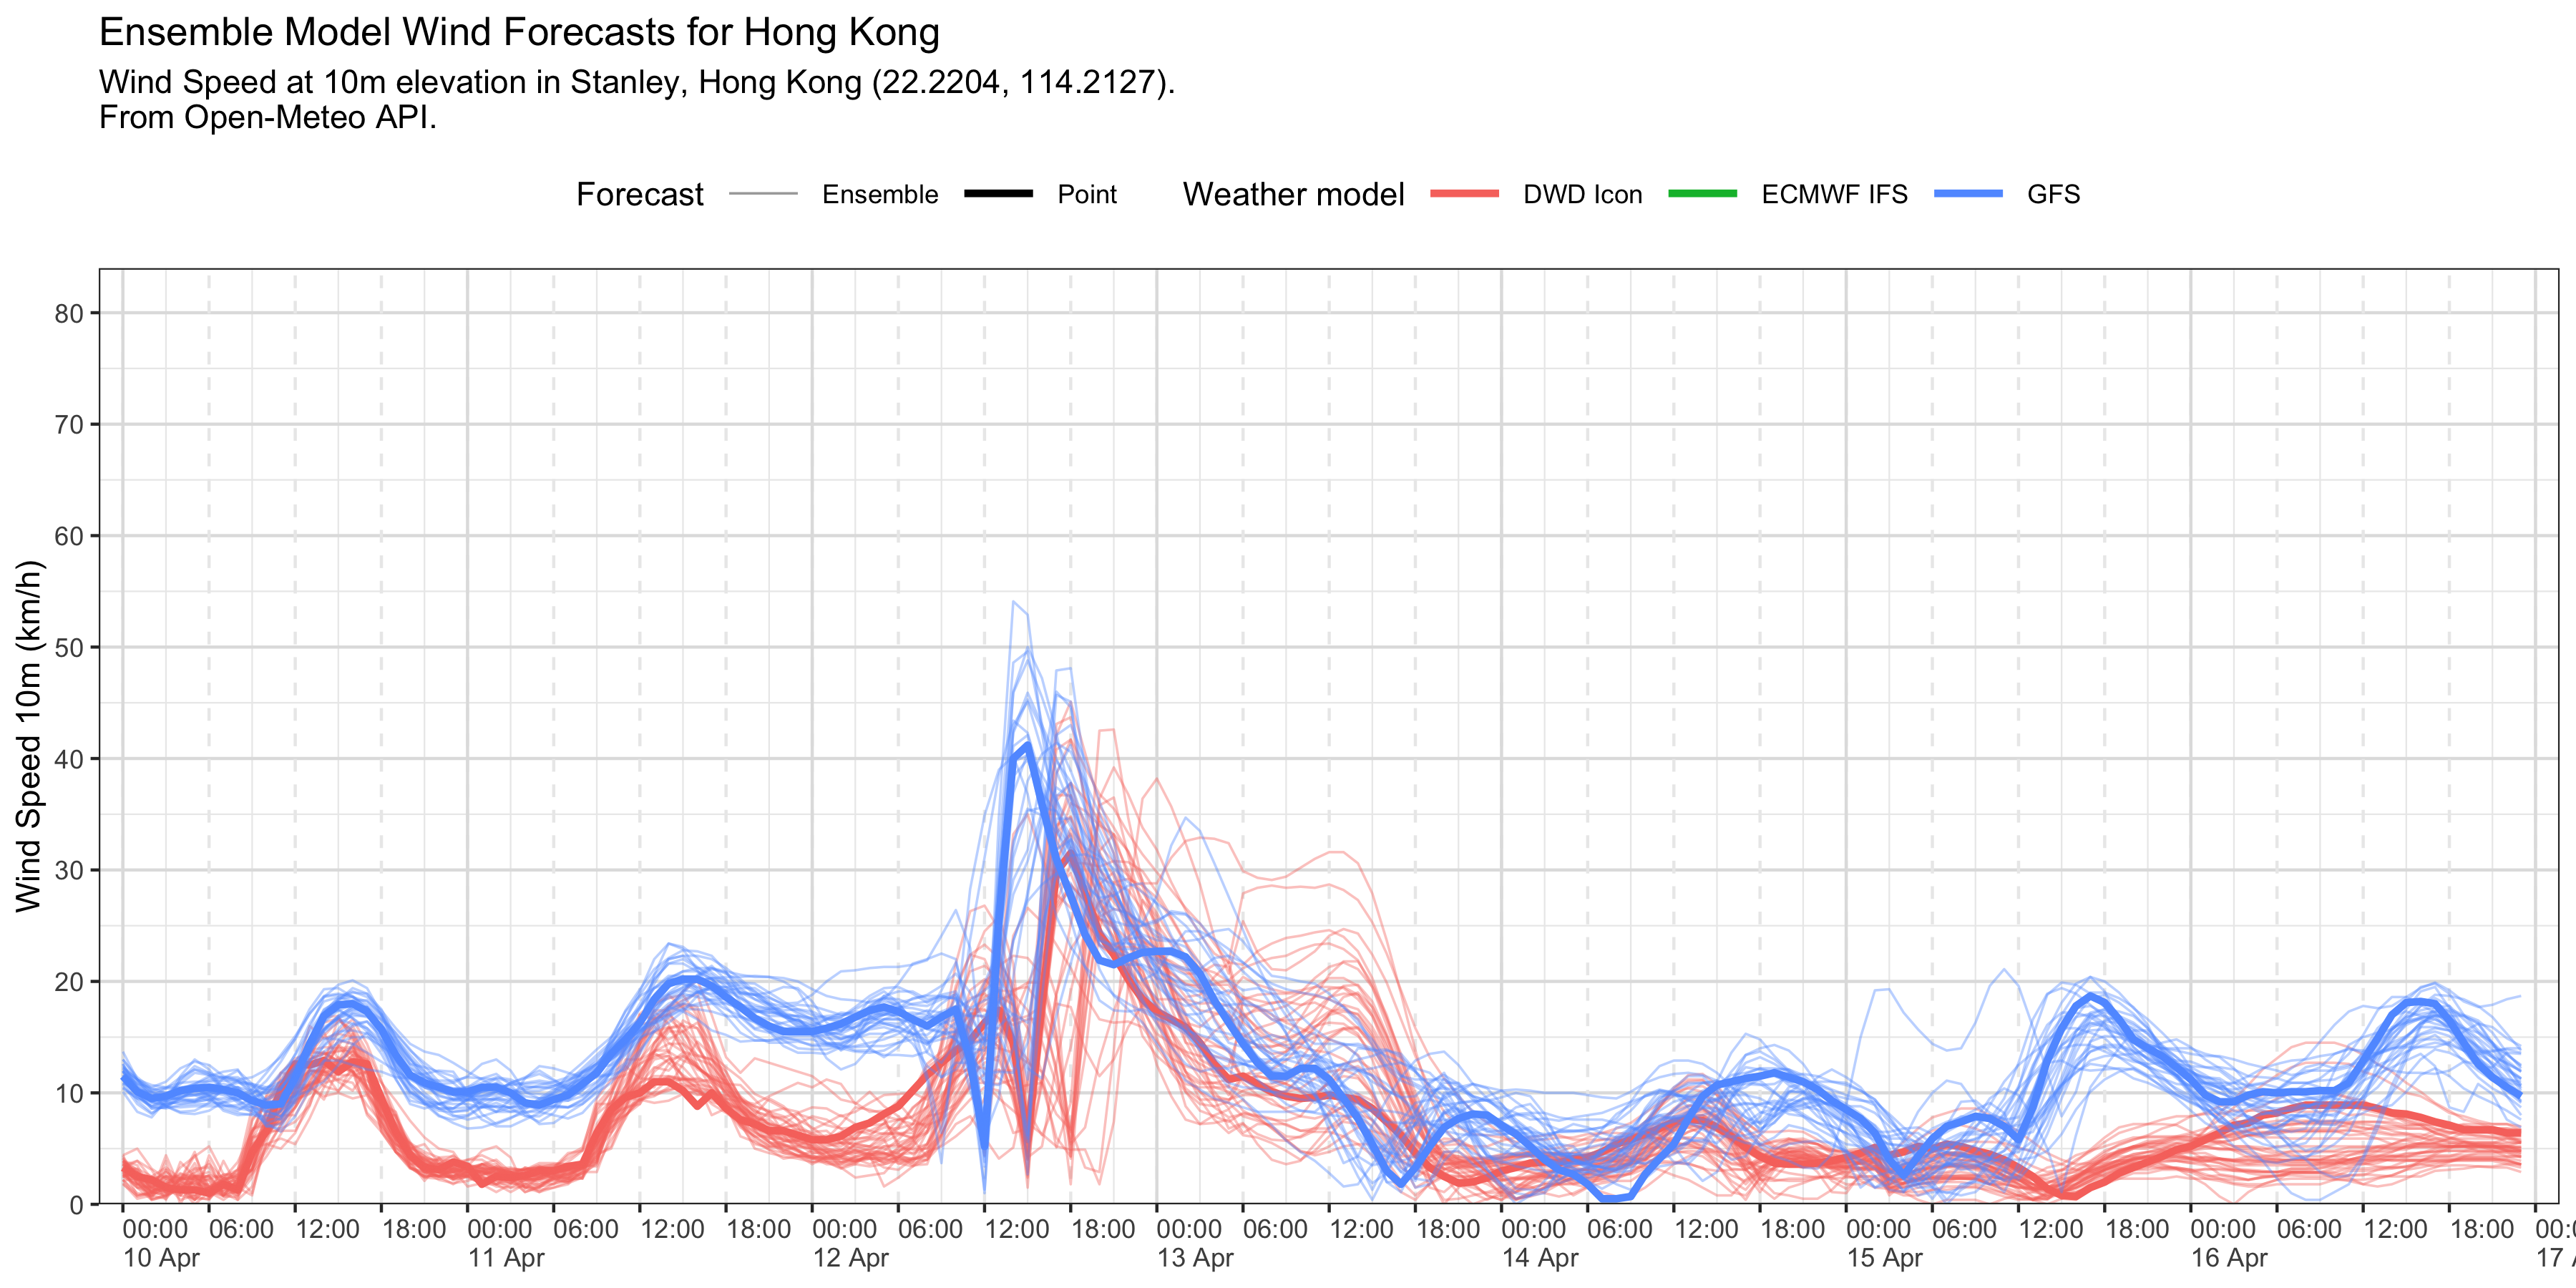 Ensemble Model Wind Forecasts for Hong Kong
Wind Speed at 10m elevation in Stanley, Hong Kong (22.2204, 114.2127).
From Open-Meteo API.
Forecast Ensemble Point Weather model DWD Icon ECMWF IFS GFS
Wind Speed 10m (km/h)
80
70
60
50
40
30
20
10
0
00:00 06:00 12:00 18:00 00:00 06:00 12:00 18:00 00:00 06:00 12:00 18:00 00:00 06:00 12:00 18:00 00:00 06:00 12:00 18:00 00:00 06:00 12:00 18:00 00:00 06:00 12:00 18:00
10 Apr 11 Apr 12 Apr 13 Apr 14 Apr 15 Apr 16 Apr 17